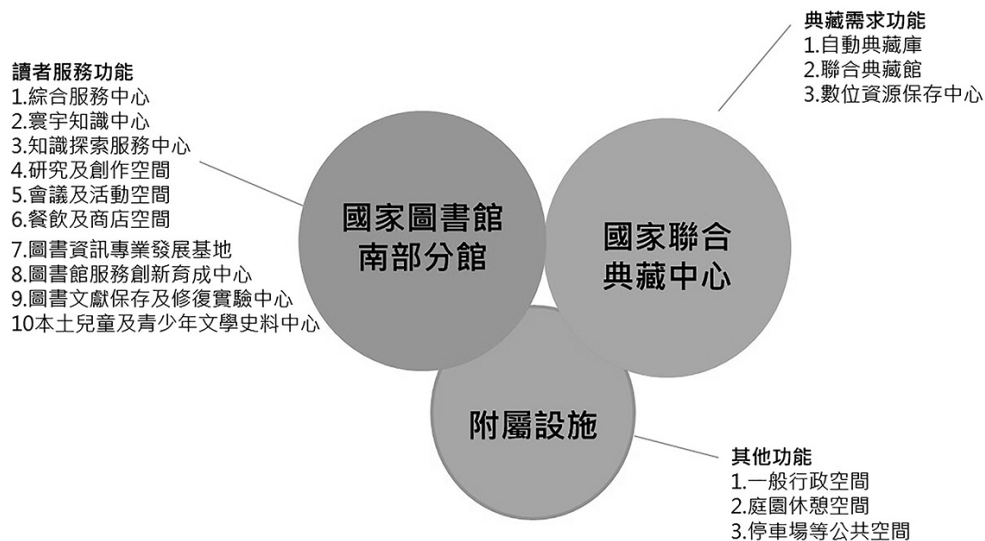 讀者服務功能
1.綜合服務中心
2.寰宇知識中心
3.知識探索服務中心
4.研究及創作空間
5.會議及活動空間
6.餐飲及商店空間
7.圖書資訊專業發展基地
8.圖書館服務創新育成中心
9.圖書文獻保存及修復實驗中心
10本土兒童及青少年文學史料中心
國家圖書館
南部分館
典藏需求功能
1.自動典藏庫
2.聯合典藏館
3.數位資源保存中心
國家聯合
典藏中心
附屬設施
其他功能
1.一般行政空間
2.庭園休憩空間
3.停車場等公共空間